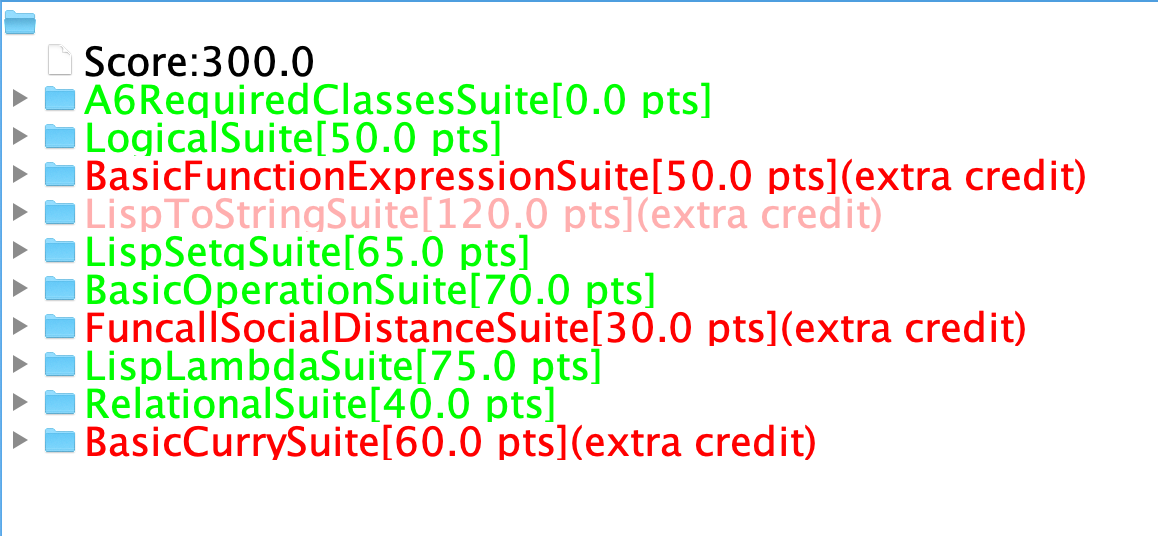 Score:300.0
A6RequiredClassesSuite[0.0 pts]
LogicalSuite[50.0 pts]
BasicFunctionExpressionSuite[50.0 pts](extra credit)
LispToStringSuite[120.0 pts](extra credit)
LispSetqSuite[65.0 pts]
BasicOperationSuite[70.0 pts]
FuncallSocialDistanceSuite[30.0 pts](extra credit)
LispLambdaSuite[75.0 pts]
RelationalSuite[40.0 pts]
BasicCurrySuite[60.0 pts](extra credit)